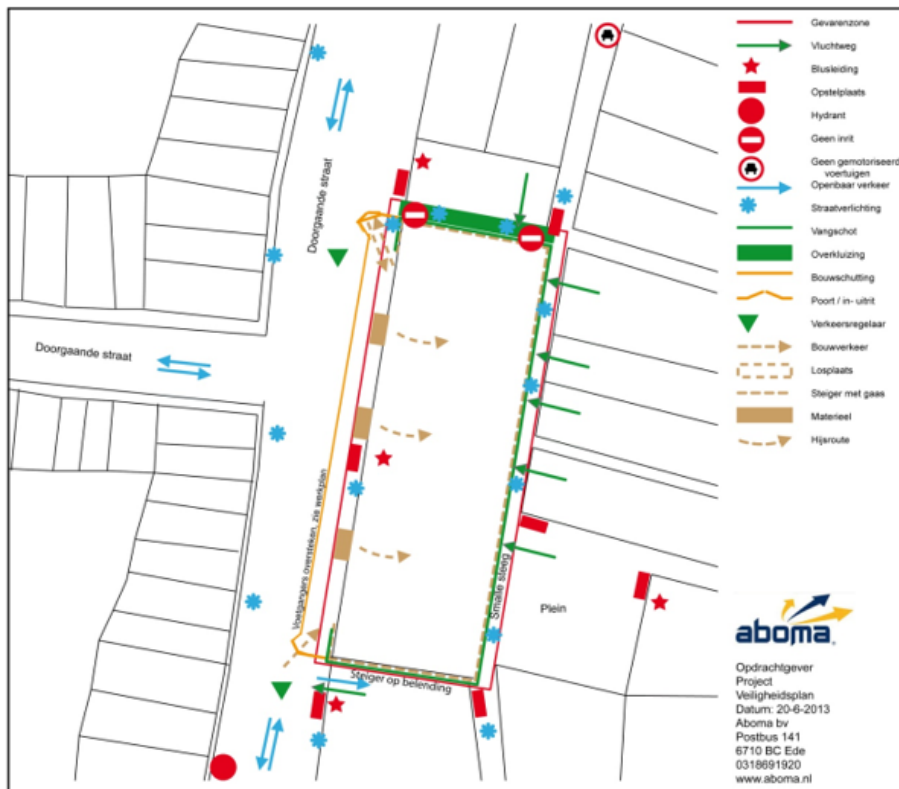 Gevarenzone
Vluchtweg
Blusleiding
Opstelplaats
Hydrant
Geen inrit
Geen gemotoriseerd
voertuigen
Openbaar verkeer
Straatverlichting
Vangschot
Overkluizing
Bouwschutting
Poort / in- uitrit
Verkeersregelaar
Bouwverkeer
Losplaats
Steiger met gaas
Materieel
Hijsroute
Doorgaande straat
Doorgaande straat
Voetgangers oversteken, zie werkplan
Smalle steeg
Plein
Steiger op belending
aboma
Opdrachtgever
Project
Veiligheidsplan
Datum: 20-6-2013
Aboma bv
Postbus 141
6710 BC Ede
0318691920
www.aboma.nl